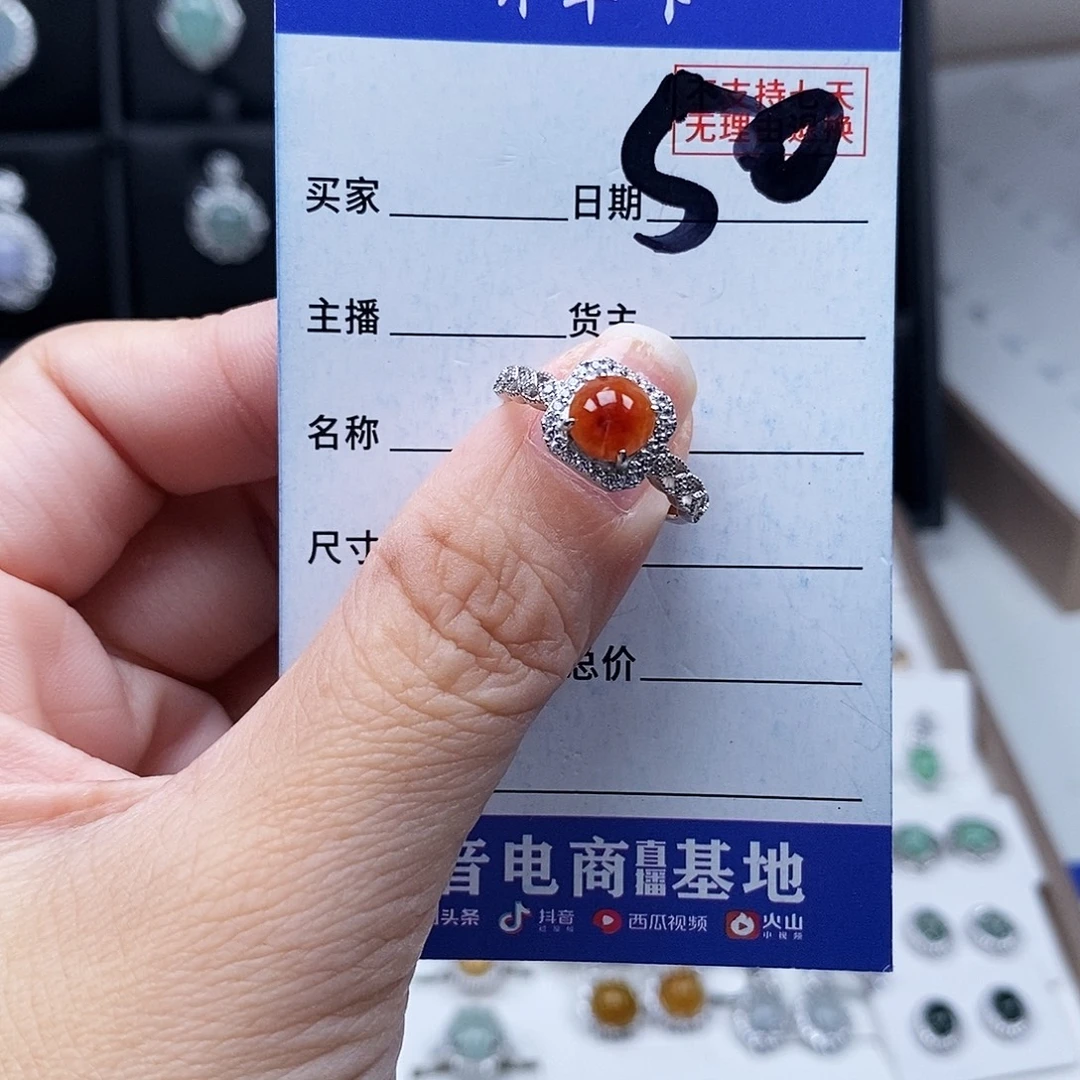 不支持七天
无理由退换
50
买家 日期
主播 货主
名称
尺寸
总价
音电商直播基地
头条 抖音 西瓜视频 火山